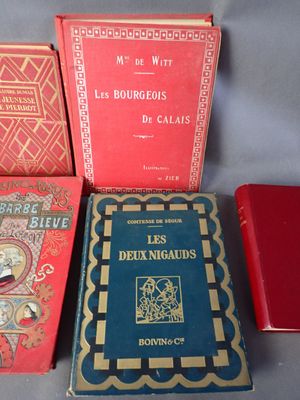 LA JEUNESSE
DE PIERROT
Mme DE WITT
LES BOURGEOIS
DE CALAIS
ZIER
BARBE
BLEUE
COMTESSE DE SÉGUR
LES
DEUX NIGAUDS
BOIVIN & Cie